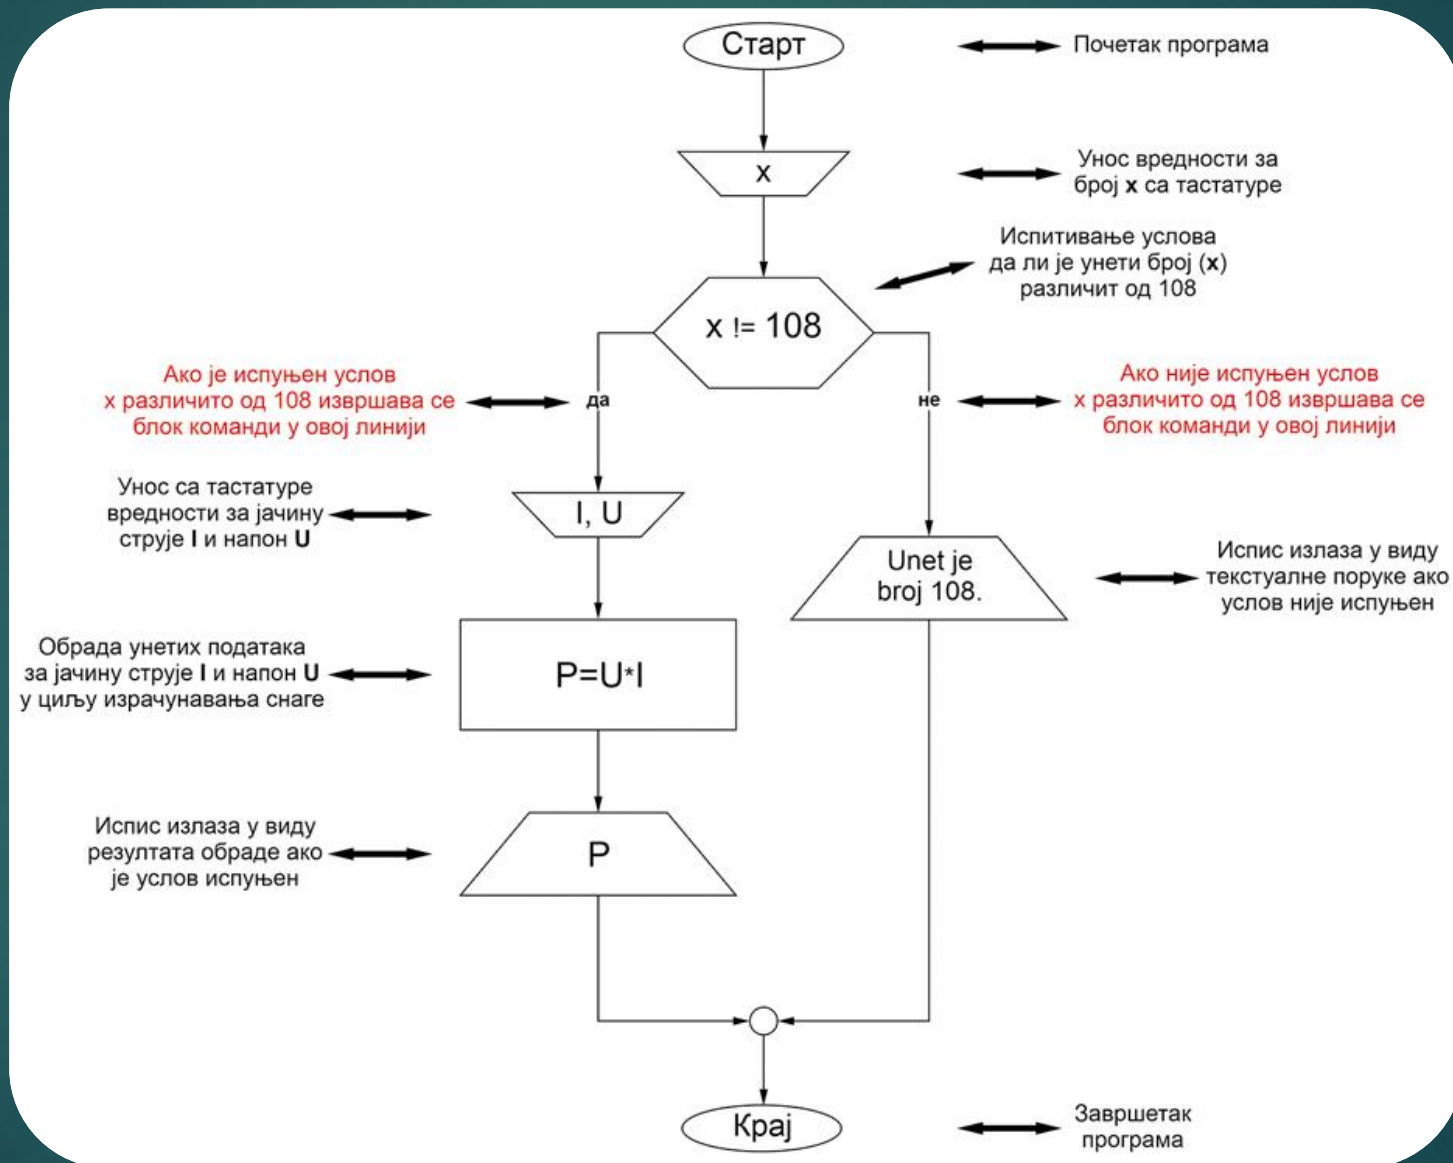 Старт
Почетак програма
x
Унос вредности за
број x са тастатуре
Испитивање услова
да ли је унети број (x)
различит од 108
x != 108
Ако је испуњен услов
x различито од 108 извршава се
блок команди у овој линији
да
не
Ако није испуњен услов
x различито од 108 извршава се
блок команди у овој линији
Унос са тастатуре
вредности за јачину
струје I и напон U
I, U
Unet je
broj 108.
Испис излаза у виду
текстуалне поруке ако
услов није испуњен
Обрада унетих података
за јачину струје I и напон U
у циљу израчунавања снаге
P=U*I
Испис излаза у виду
резултата обраде ако
је услов испуњен
P
Крај
Завршетак
програма